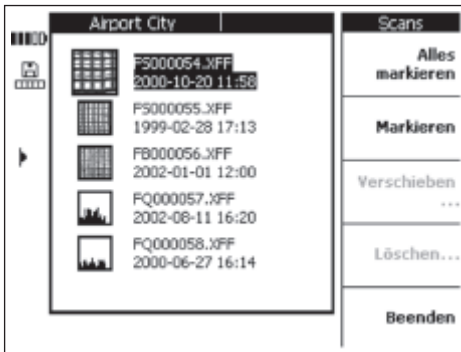 Airport City
Scans
FS000054.XFF
2000-10-20 11:58
FS000055.XFF
1999-02-28 17:13
FB000056.XFF
2002-01-01 12:00
FQ000057.XFF
2002-08-11 16:20
FQ000058.XFF
2000-06-27 16:14
Alles
markieren
Markieren
Verschieben
...
Löschen...
Beenden